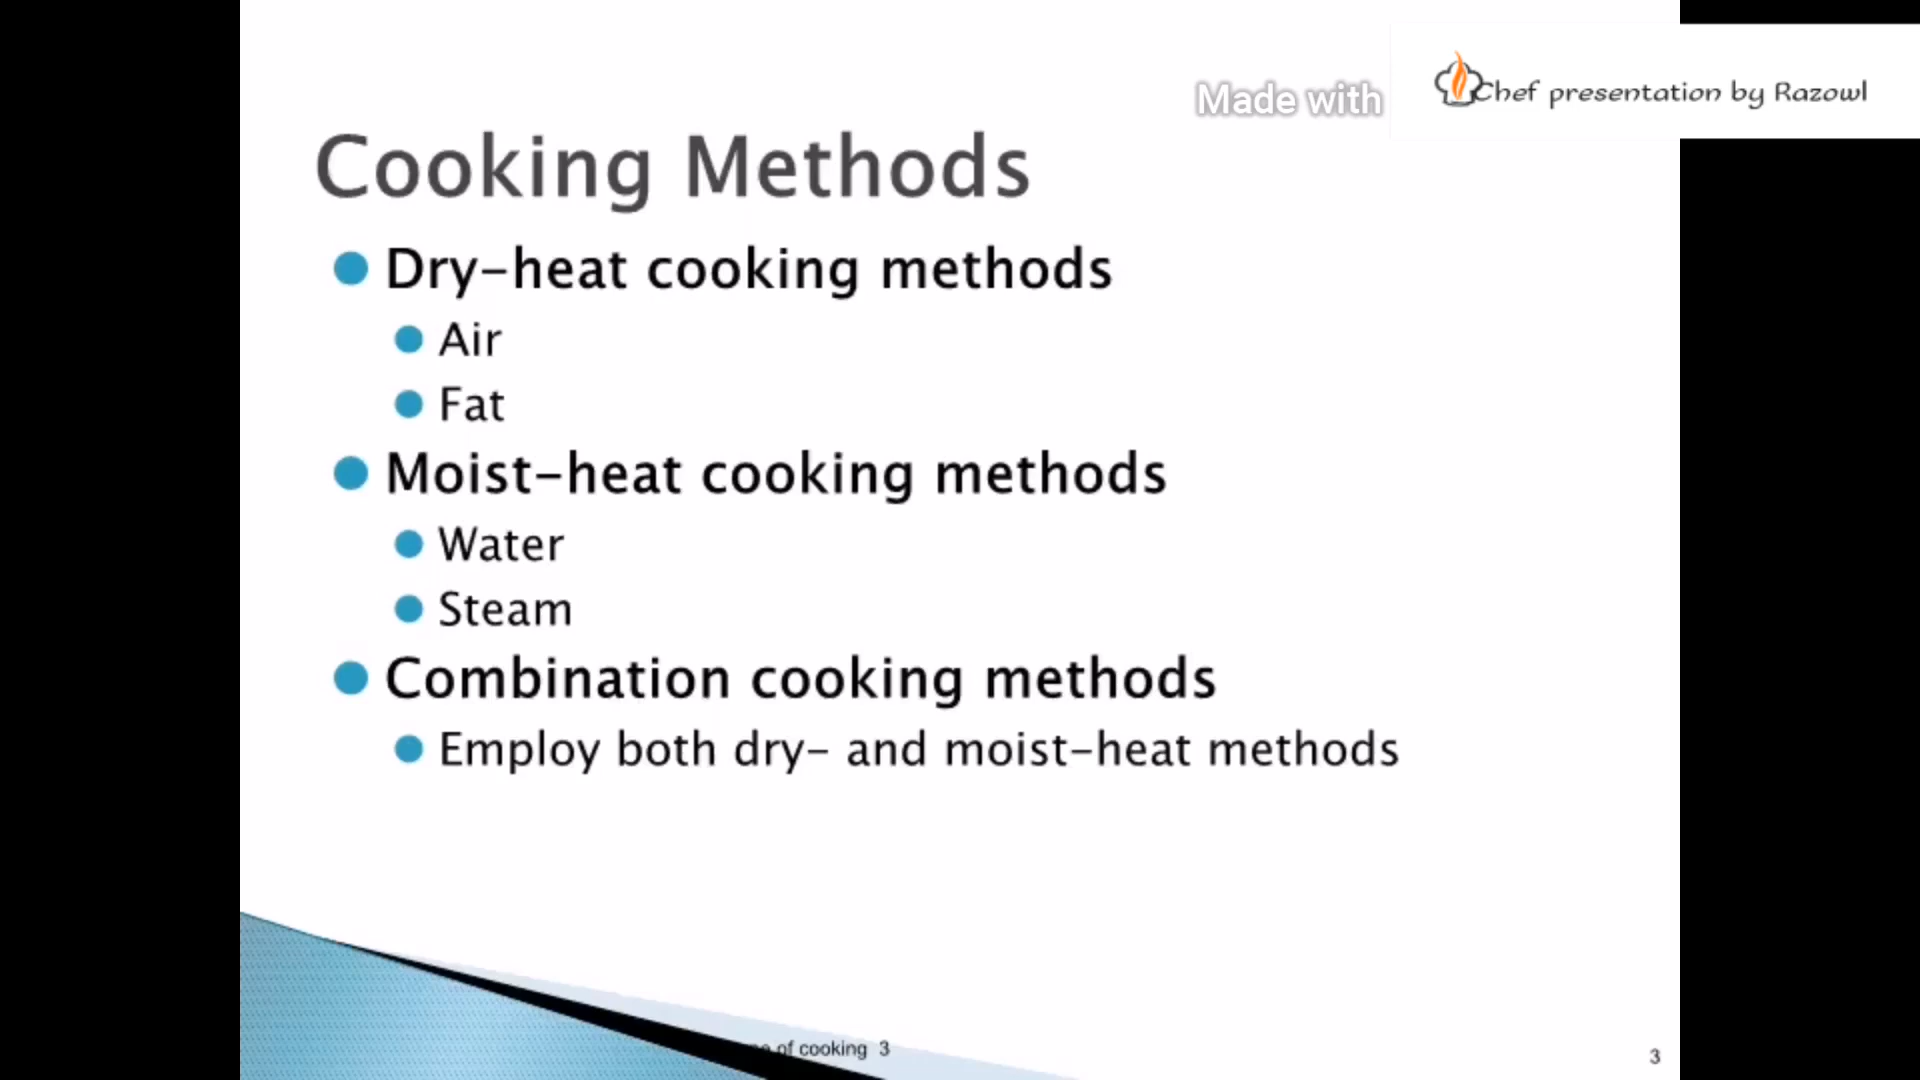 Made with
Chef presentation by Razowl
Cooking Methods
Dry-heat cooking methods
Air
Fat
Moist-heat cooking methods
Water
Steam
Combination cooking methods
Employ both dry- and moist-heat methods
of cooking 3
3